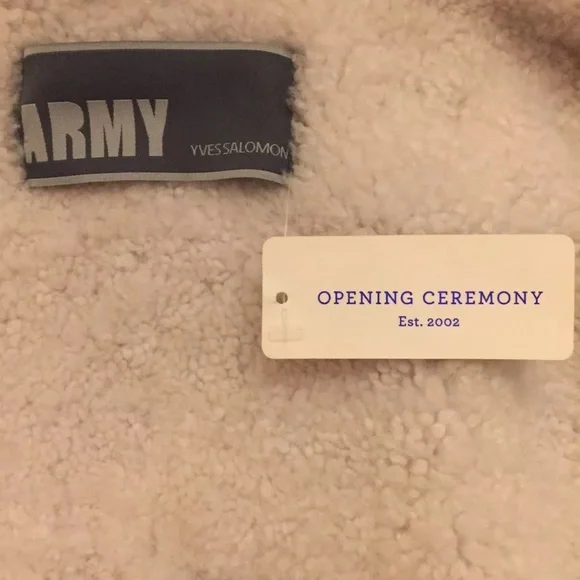 ARMY
YVES SALOMON
OPENING CEREMONY
Est. 2002